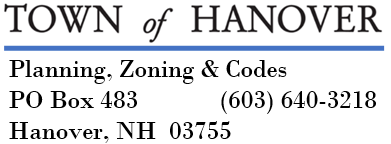 TOWN of HANOVER
Planning, Zoning & Codes
PO Box 483 (603) 640-3218
Hanover, NH 03755